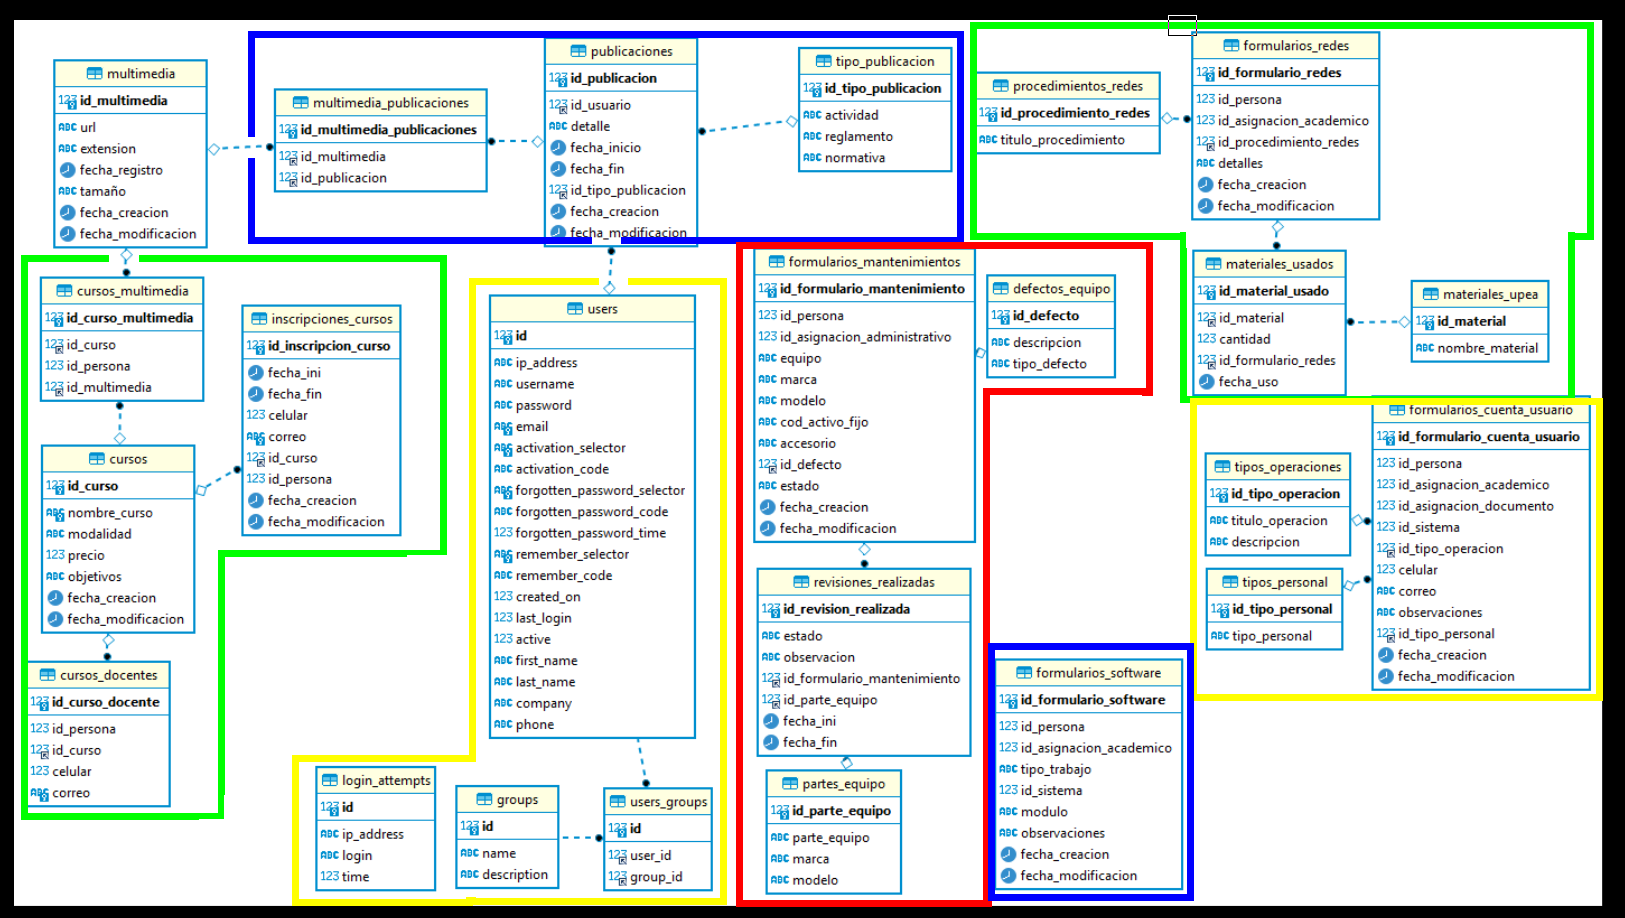 multimedia
123 id_multimedia
ABC url
ABC extension
fecha_registro
ABC tamaño
fecha_creacion
fecha_modificacion
multimedia_publicaciones
123 id_multimedia_publicaciones
123 id_multimedia
123 id_publicacion
publicaciones
123 id_publicacion
123 id_usuario
ABC detalle
fecha_inicio
fecha_fin
123 id_tipo_publicacion
fecha_creacion
fecha_modificacion
tipo_publicacion
123 id_tipo_publicacion
ABC actividad
ABC reglamento
ABC normativa
procedimientos_redes
123 id_procedimiento_redes
ABC titulo_procedimiento
formularios_redes
123 id_formulario_redes
123 id_persona
123 id_asignacion_academico
123 id_procedimiento_redes
ABC detalles
fecha_creacion
fecha_modificacion
materiales_usados
123 id_material_usado
123 id_material
123 cantidad
123 id_formulario_redes
fecha_uso
materiales_upea
123 id_material
ABC nombre_material
cursos_multimedia
123 id_curso_multimedia
123 id_curso
123 id_persona
123 id_multimedia
inscripciones_cursos
123 id_inscripcion_curso
fecha_ini
fecha_fin
123 celular
ABC correo
123 id_curso
123 id_persona
fecha_creacion
fecha_modificacion
cursos
123 id_curso
ABC nombre_curso
ABC modalidad
123 precio
ABC objetivos
fecha_creacion
fecha_modificacion
cursos_docentes
123 id_curso_docente
123 id_persona
123 id_curso
123 celular
ABC correo
users
123 id
ABC ip_address
ABC username
ABC password
ABC email
ABC activation_selector
ABC activation_code
ABC forgotten_password_selector
ABC forgotten_password_code
123 forgotten_password_time
ABC remember_selector
ABC remember_code
123 created_on
123 last_login
123 active
ABC first_name
ABC last_name
ABC company
ABC phone
login_attempts
123 id
ABC ip_address
ABC login
123 time
groups
123 id
ABC name
ABC description
users_groups
123 id
123 user_id
123 group_id
formularios_mantenimientos
123 id_formulario_mantenimiento
123 id_persona
123 id_asignacion_administrativo
ABC equipo
ABC marca
ABC modelo
ABC cod_activo_fijo
ABC accesorio
123 id_defecto
ABC estado
fecha_creacion
fecha_modificacion
defectos_equipo
123 id_defecto
ABC descripcion
ABC tipo_defecto
revisiones_realizadas
123 id_revision_realizada
ABC estado
ABC observacion
123 id_formulario_mantenimiento
123 id_parte_equipo
fecha_ini
fecha_fin
partes_equipo
123 id_parte_equipo
ABC parte_equipo
ABC marca
ABC modelo
formularios_software
123 id_formulario_software
123 id_persona
123 id_asignacion_academico
ABC tipo_trabajo
123 id_sistema
ABC modulo
ABC observaciones
fecha_creacion
fecha_modificacion
tipos_operaciones
123 id_tipo_operacion
ABC titulo_operacion
ABC descripcion
tipos_personal
123 id_tipo_personal
ABC tipo_personal
formularios_cuenta_usuario
123 id_formulario_cuenta_usuario
123 id_persona
123 id_asignacion_academico
123 id_asignacion_documento
123 id_sistema
123 id_tipo_operacion
123 celular
ABC correo
ABC observaciones
123 id_tipo_personal
fecha_creacion
fecha_modificacion